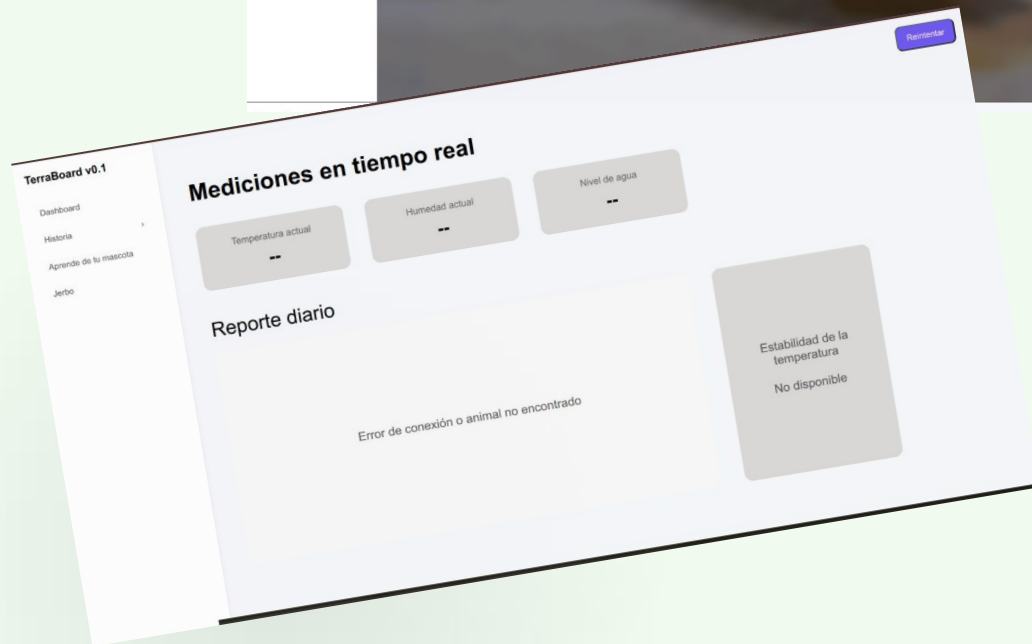 Reintentar
TerraBoard v0.1
Dashboard
Historia
Aprende de tu mascota
Jerbo
Mediciones en tiempo real
Temperatura actual
--
Humedad actual
--
Nivel de agua
--
Reporte diario
Error de conexión o animal no encontrado
Estabilidad de la
temperatura
No disponible